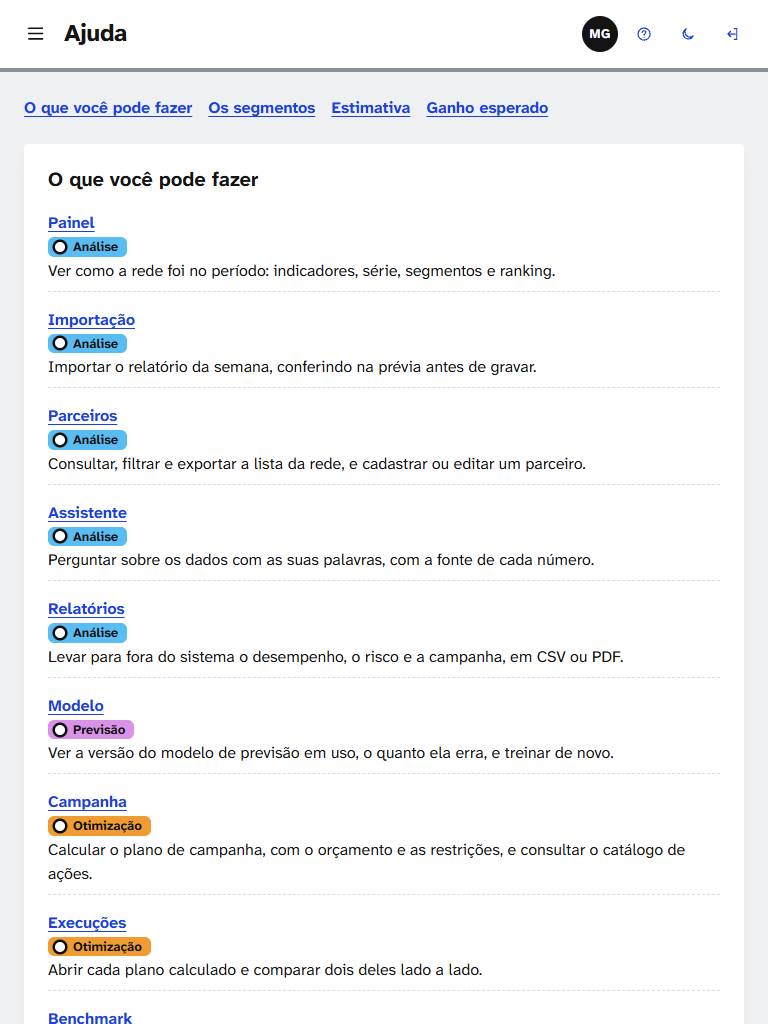 Ajuda
MG
O que você pode fazer Os segmentos Estimativa Ganho esperado
O que você pode fazer
Painel
Análise
Ver como a rede foi no período: indicadores, série, segmentos e ranking.
Importação
Análise
Importar o relatório da semana, conferindo na prévia antes de gravar.
Parceiros
Análise
Consultar, filtrar e exportar a lista da rede, e cadastrar ou editar um parceiro.
Assistente
Análise
Perguntar sobre os dados com as suas palavras, com a fonte de cada número.
Relatórios
Análise
Levar para fora do sistema o desempenho, o risco e a campanha, em CSV ou PDF.
Modelo
Previsão
Ver a versão do modelo de previsão em uso, o quanto ela erra, e treinar de novo.
Campanha
Otimização
Calcular o plano de campanha, com o orçamento e as restrições, e consultar o catálogo de
ações.
Execuções
Otimização
Abrir cada plano calculado e comparar dois deles lado a lado.
Benchmark